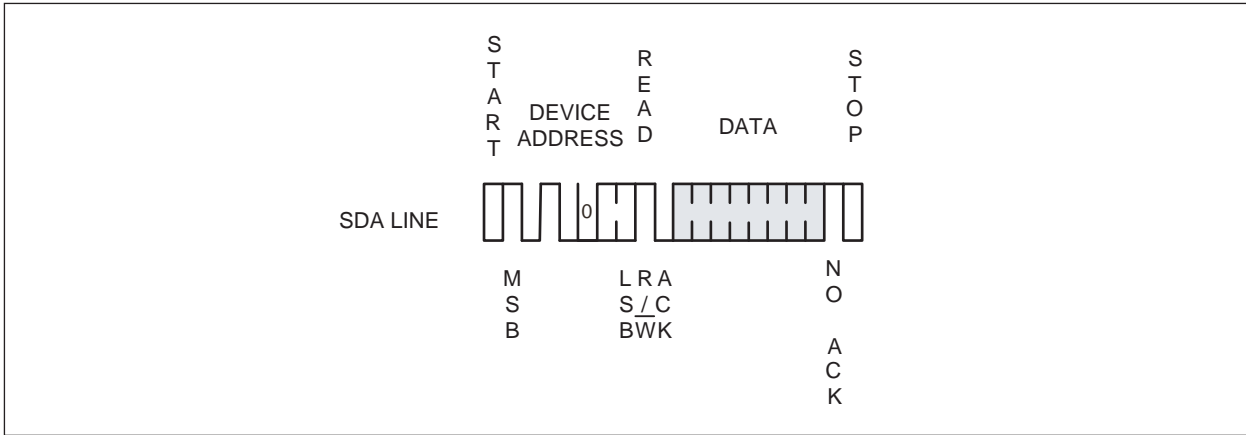 START
DEVICE
ADDRESS
READ
DATA
STOP
SDA LINE
0
MSB
LSB
R/W
ACK
NO ACK